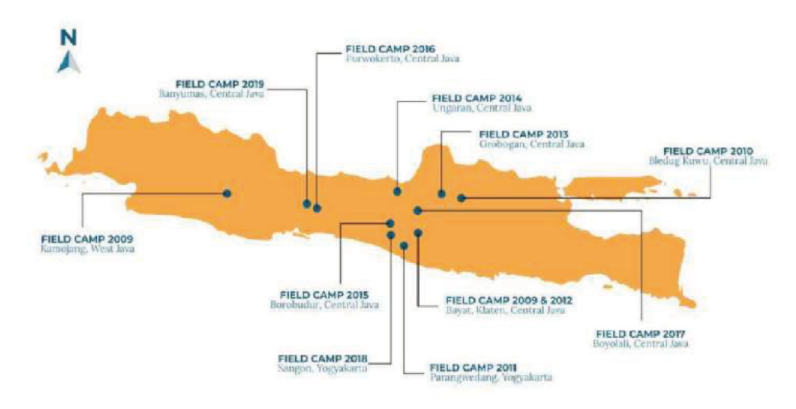 N
FIELD CAMP 2016
Purwokerto, Central Java
FIELD CAMP 2019
Banyumas, Central Java
FIELD CAMP 2014
Ungaran, Central Java
FIELD CAMP 2013
Grobogan, Central Java
FIELD CAMP 2010
Bledug Kuwu, Central Java
FIELD CAMP 2009
Kamojang, West Java
FIELD CAMP 2015
Borobudur, Central Java
FIELD CAMP 2009 & 2012
Bayat, Klaten, Central Java
FIELD CAMP 2017
Boyolali, Central Java
FIELD CAMP 2018
Sangon, Yogyakarta
FIELD CAMP 2011
Parangwedang, Yogyakarta